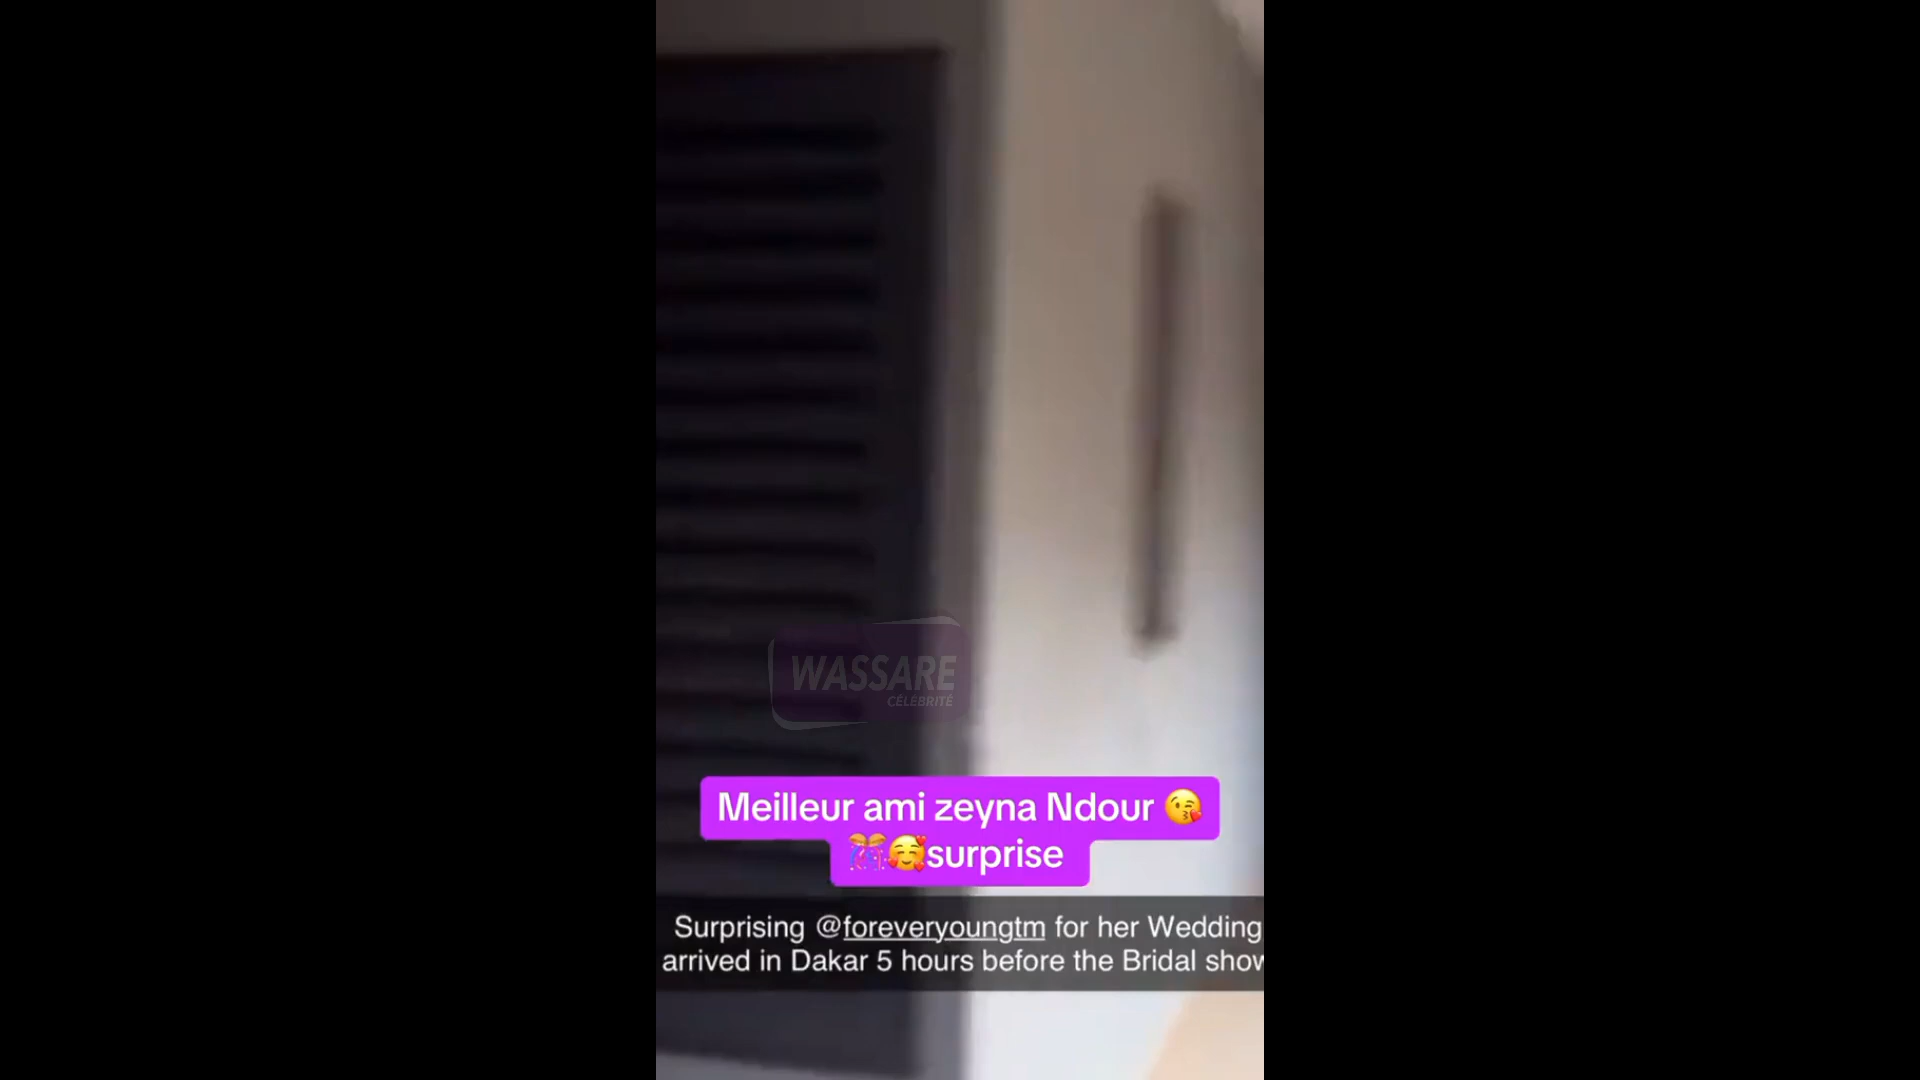 WASSARE
CÉLÉBRITÉ
Meilleur ami zeyna Ndour 😘
🎊🥰surprise
Surprising @foreveryoungtm for her Wedding
arrived in Dakar 5 hours before the Bridal